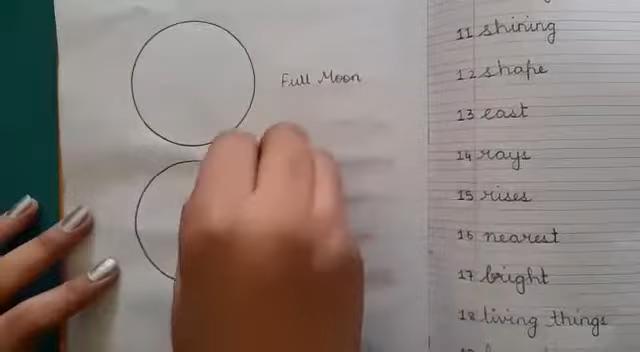 Full Moon
11 shining
12 shape
13 east
14 rays
15 rises
16 nearest
17 bright
18 living things